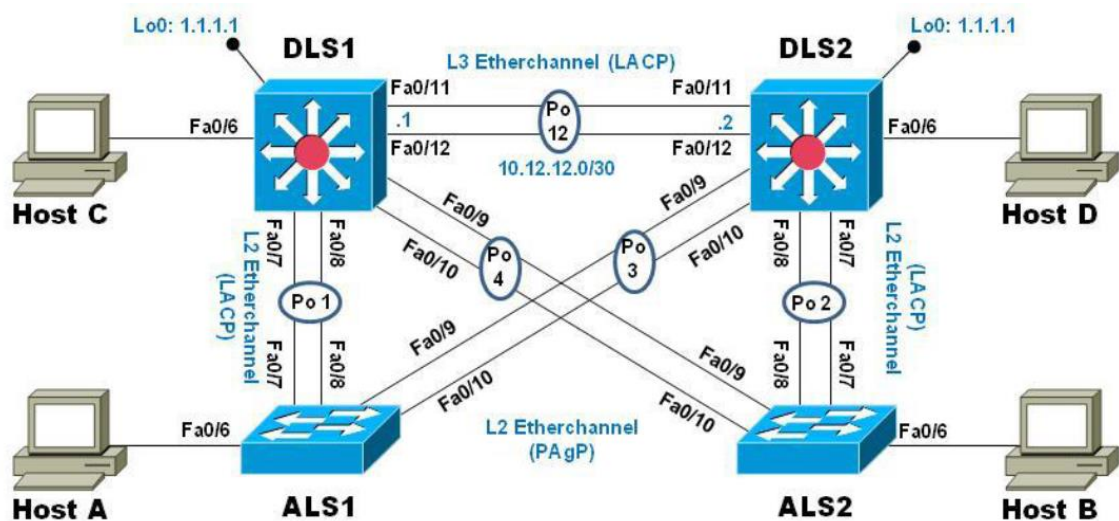 Lo0: 1.1.1.1
DLS1
DLS2
Lo0: 1.1.1.1
L3 Etherchannel (LACP)
Fa0/11
Fa0/11
Fa0/6
.1
Po
12
.2
Fa0/6
Fa0/12
10.12.12.0/30
Fa0/12
Host C
Host D
Fa0/9
Fa0/9
Fa0/7
Fa0/8
Fa0/10
Po
4
Po
3
Fa0/10
Fa0/8
Fa0/7
L2 Etherchannel
(LACP)
Po 1
Po 2
L2 Etherchannel
(LACP)
Fa0/7
Fa0/8
Fa0/9
Fa0/10
Fa0/9
Fa0/10
Fa0/8
Fa0/7
Fa0/6
L2 Etherchannel
(PAgP)
Fa0/6
Host A
ALS1
ALS2
Host B